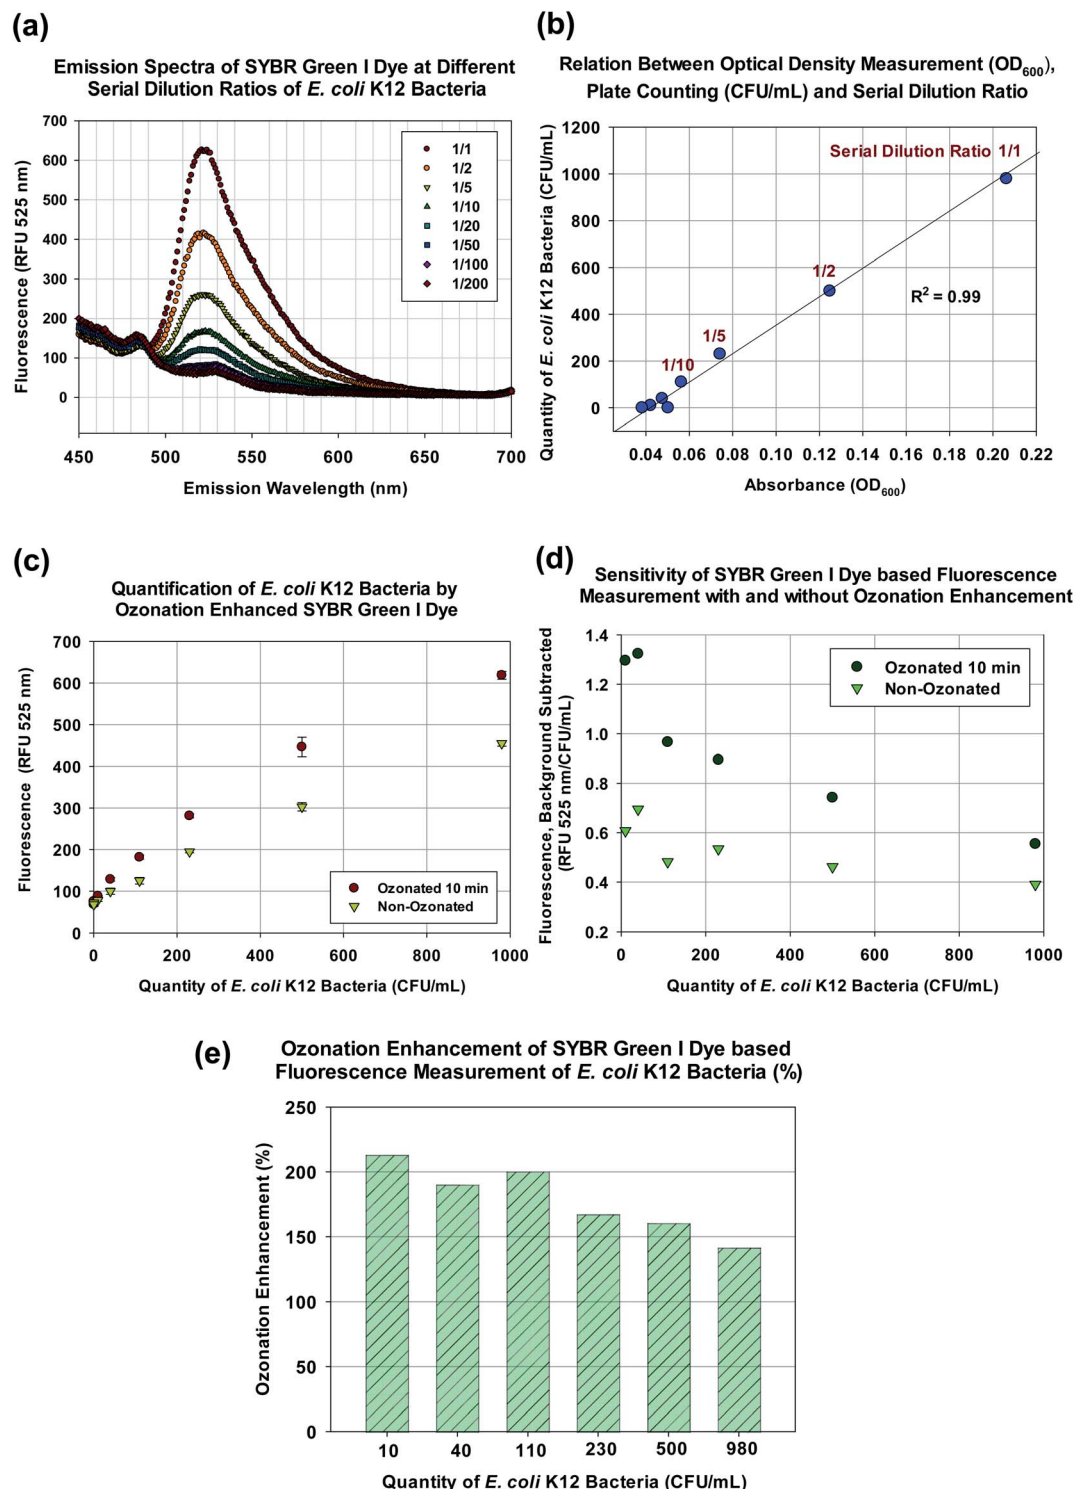 (a)
Emission Spectra of SYBR Green I Dye at Different
Serial Dilution Ratios of E. coli K12 Bacteria
Fluorescence (RFU 525 nm)
700
600
500
400
300
200
100
0
1/1
1/2
1/5
1/10
1/20
1/50
1/100
1/200
450 500 550 600 650 700
Emission Wavelength (nm)
(b)
Relation Between Optical Density Measurement (OD600),
Plate Counting (CFU/mL) and Serial Dilution Ratio
Quantity of E. coli K12 Bacteria (CFU/mL)
1200
1000
800
600
400
200
0
Serial Dilution Ratio 1/1
1/2
1/5
1/10
R2 = 0.99
0.04 0.06 0.08 0.10 0.12 0.14 0.16 0.18 0.20 0.22
Absorbance (OD600)
(c)
Quantification of E. coli K12 Bacteria by
Ozonation Enhanced SYBR Green I Dye
Fluorescence (RFU 525 nm)
700
600
500
400
300
200
100
0
Ozonated 10 min
Non-Ozonated
0 200 400 600 800 1000
Quantity of E. coli K12 Bacteria (CFU/mL)
(d)
Sensitivity of SYBR Green I Dye based Fluorescence
Measurement with and without Ozonation Enhancement
Fluorescence, Background Subtracted
(RFU 525 nm/CFU/mL)
1.4
1.2
1.0
0.8
0.6
0.4
0.2
Ozonated 10 min
Non-Ozonated
0 200 400 600 800 1000
Quantity of E. coli K12 Bacteria (CFU/mL)
(e)
Ozonation Enhancement of SYBR Green I Dye based
Fluorescence Measurement of E. coli K12 Bacteria (%)
Ozonation Enhancement (%)
250
200
150
100
50
0
10 40 110 230 500 980
Quantity of E. coli K12 Bacteria (CFU/mL)